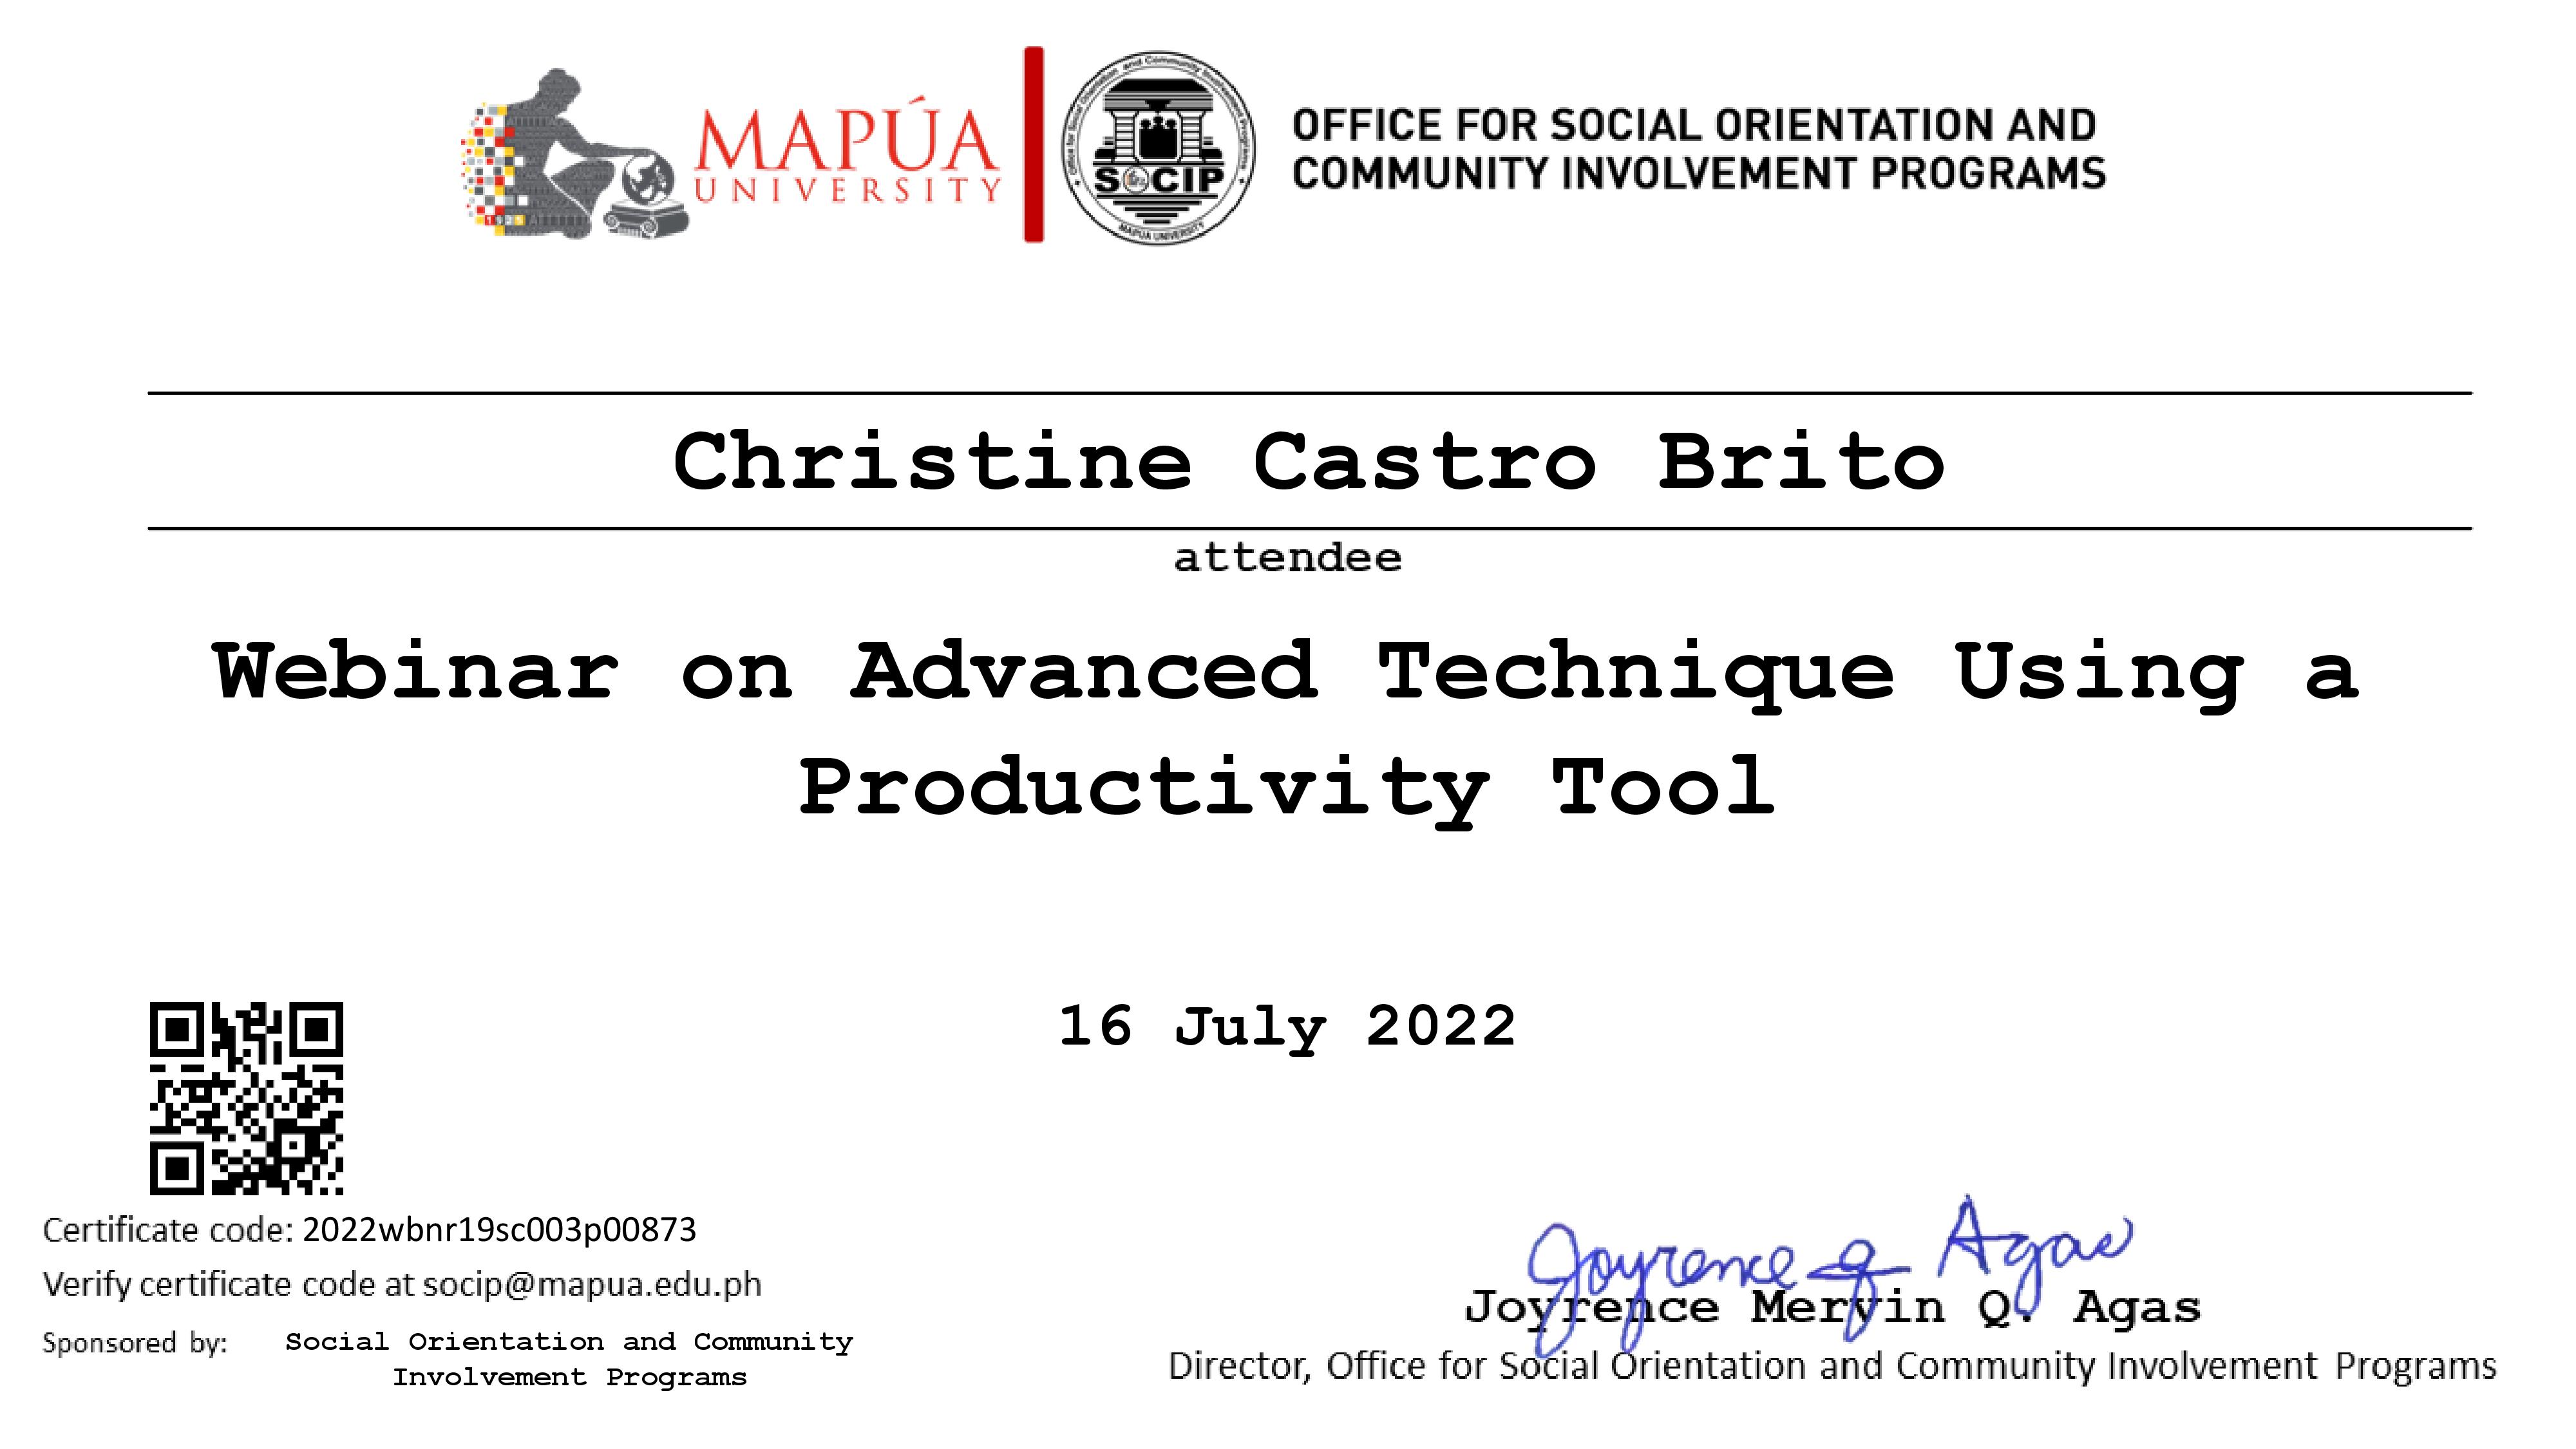 MAPÚA
UNIVERSITY
Office for Social Orientation and Community Involvement Programs
SOCIP
MAPUA UNIVERSITY
1925
OFFICE FOR SOCIAL ORIENTATION AND
COMMUNITY INVOLVEMENT PROGRAMS
Christine Castro Brito
attendee
Webinar on Advanced Technique Using a
Productivity Tool
16 July 2022
Certificate code: 2022wbnr19sc003p00873
Verify certificate code at socip@mapua.edu.ph
Sponsored by: Social Orientation and Community
Involvement Programs
Joyrence Q Agas
Joyrence Mervin Q. Agas
Director, Office for Social Orientation and Community Involvement Programs